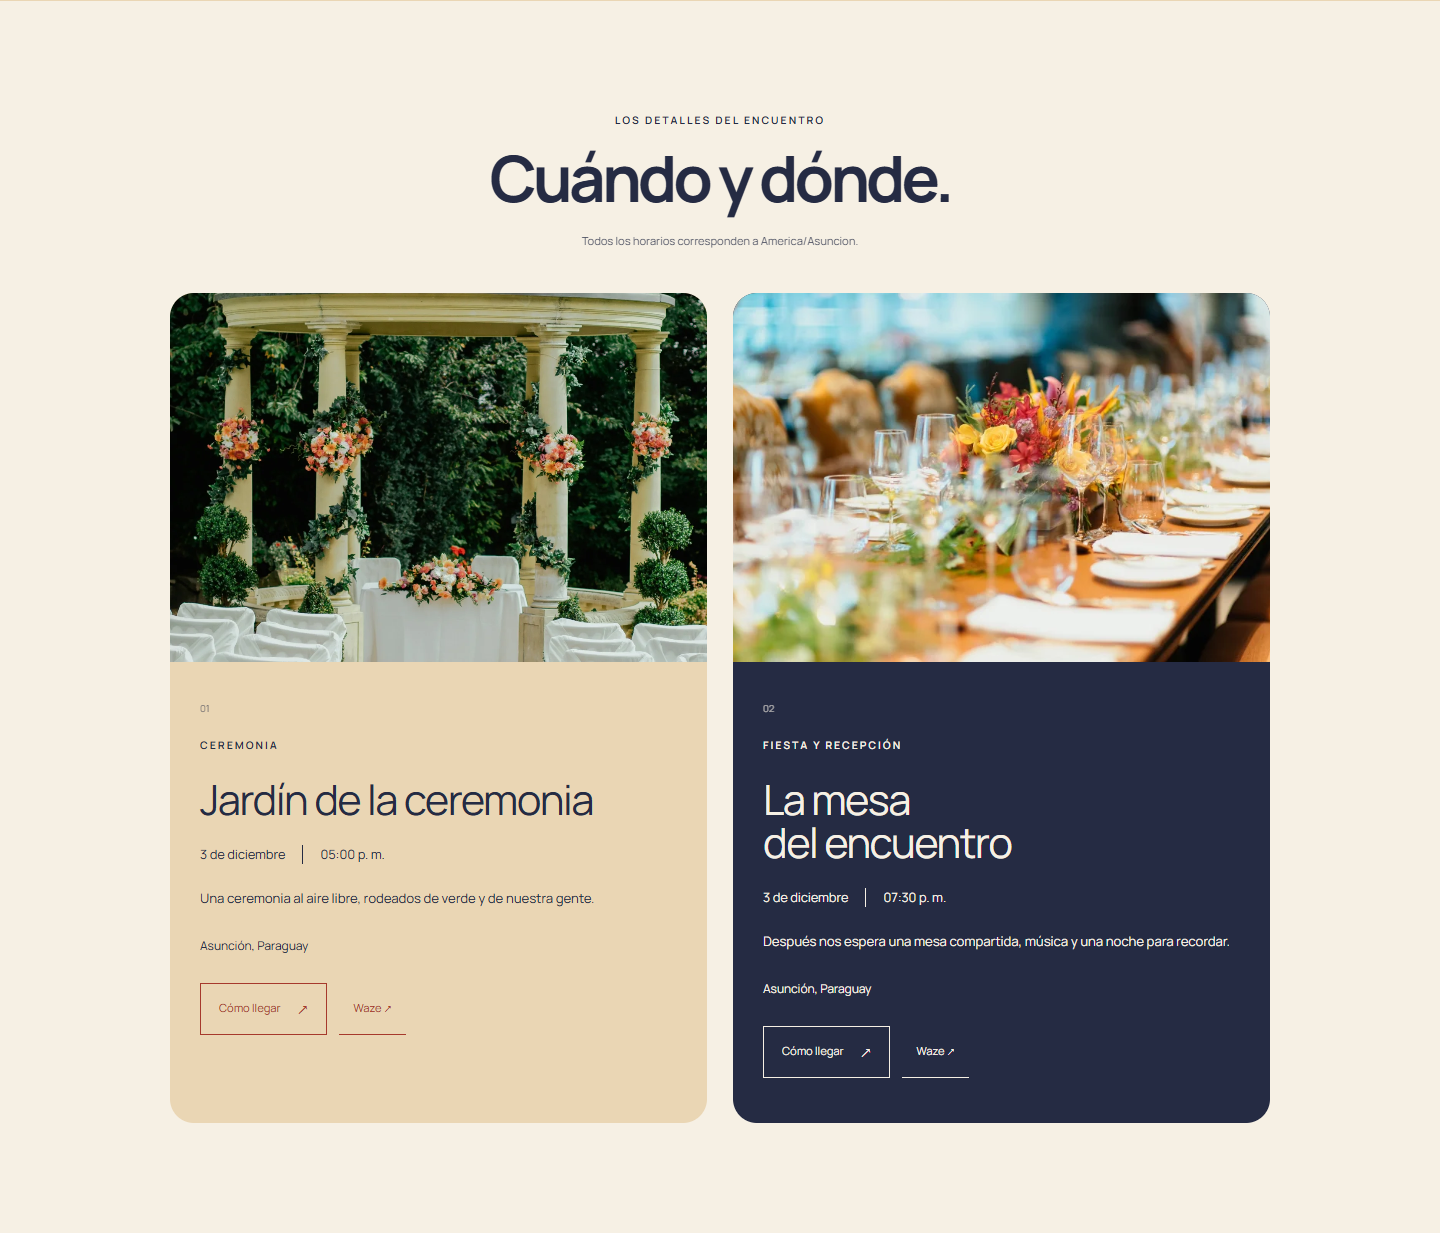 LOS DETALLES DEL ENCUENTRO
Cuándo y dónde.
Todos los horarios corresponden a America/Asuncion.
01
CEREMONIA
Jardín de la ceremonia
3 de diciembre | 05:00 p. m.
Una ceremonia al aire libre, rodeados de verde y de nuestra gente.
Asunción, Paraguay
Cómo llegar ↗ Waze ↗
02
FIESTA Y RECEPCIÓN
La mesa
del encuentro
3 de diciembre | 07:30 p. m.
Después nos espera una mesa compartida, música y una noche para recordar.
Asunción, Paraguay
Cómo llegar ↗ Waze ↗